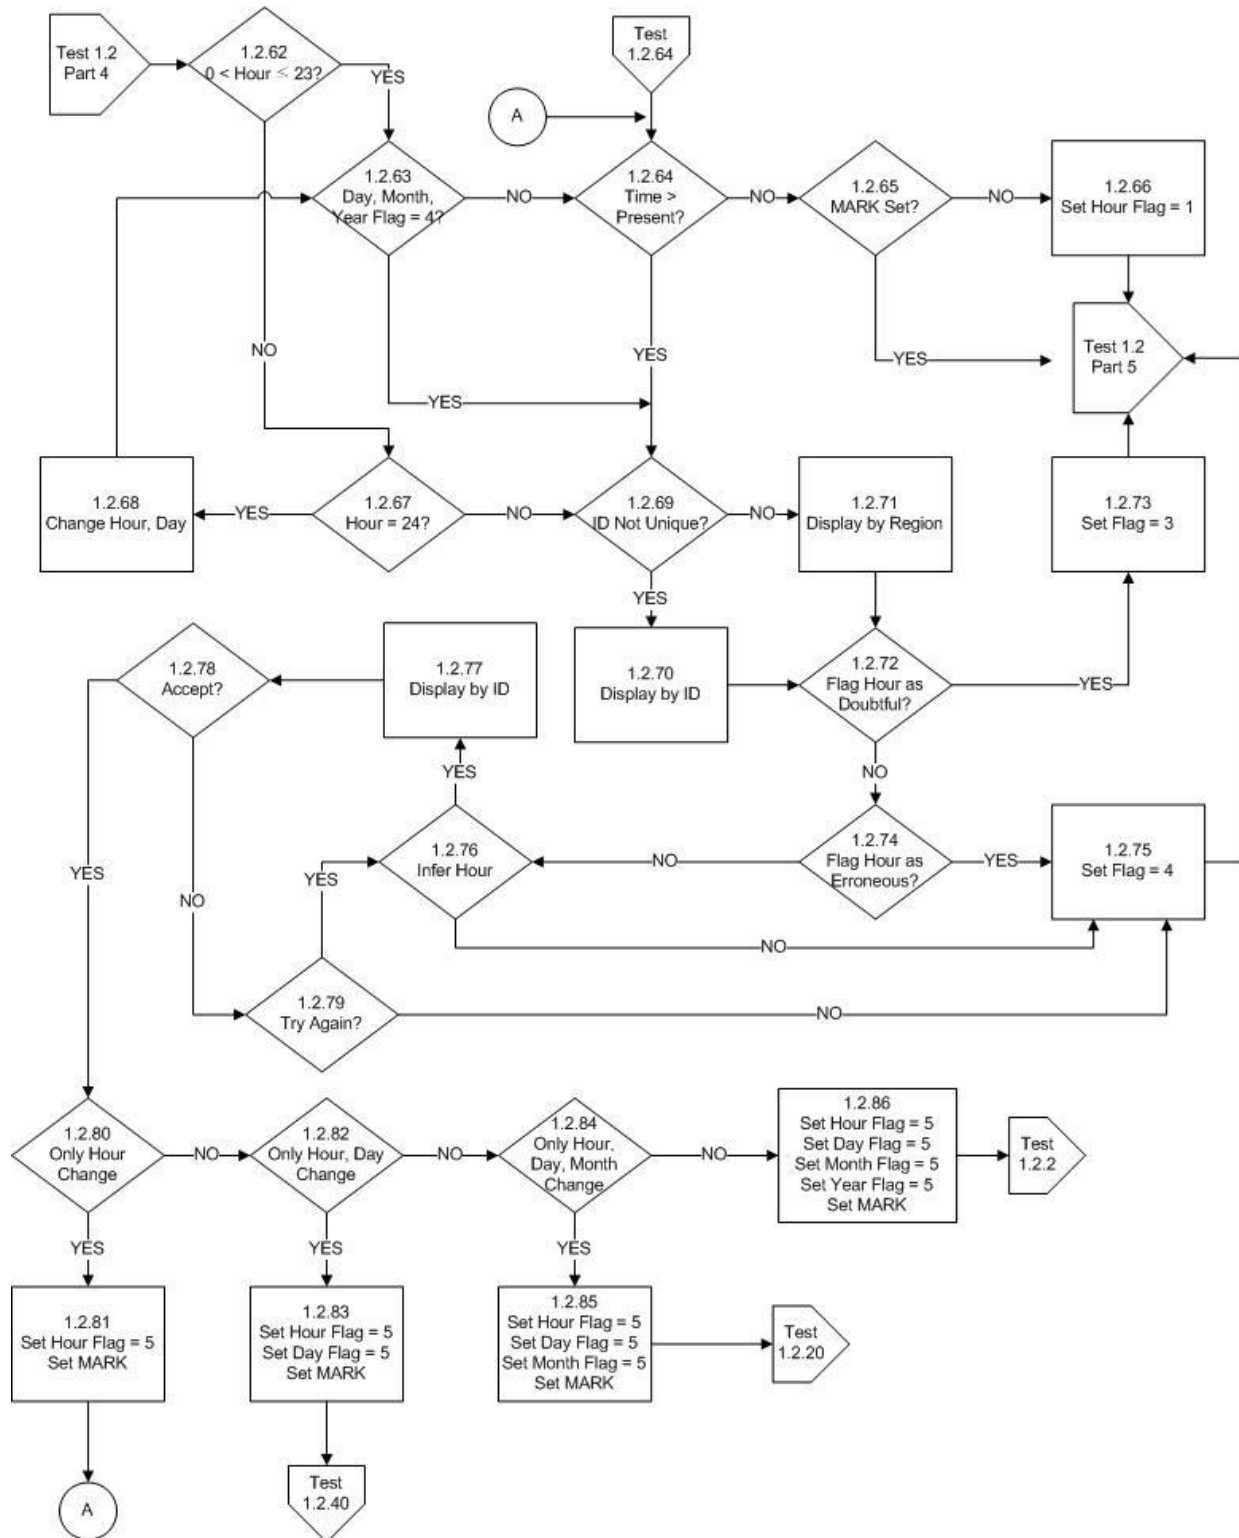 Test 1.2
Part 4
1.2.62
0 < Hour ≤ 23?
YES
Test
1.2.64
A
1.2.63
Day, Month,
Year Flag = 4?
NO
1.2.64
Time >
Present?
NO
1.2.65
MARK Set?
NO
1.2.66
Set Hour Flag = 1
NO
YES
YES
Test 1.2
Part 5
YES
1.2.68
Change Hour, Day
YES
1.2.67
Hour = 24?
NO
1.2.69
ID Not Unique?
NO
1.2.71
Display by Region
1.2.73
Set Flag = 3
YES
1.2.78
Accept?
1.2.77
Display by ID
1.2.70
Display by ID
1.2.72
Flag Hour as
Doubtful?
YES
YES
NO
YES
1.2.76
Infer Hour
NO
1.2.74
Flag Hour as
Erroneous?
YES
1.2.75
Set Flag = 4
YES
NO
NO
1.2.79
Try Again?
NO
1.2.80
Only Hour
Change
NO
1.2.82
Only Hour, Day
Change
NO
1.2.84
Only Hour,
Day, Month
Change
NO
1.2.86
Set Hour Flag = 5
Set Day Flag = 5
Set Month Flag = 5
Set Year Flag = 5
Set MARK
Test
1.2.2
YES
YES
YES
1.2.81
Set Hour Flag = 5
Set MARK
1.2.83
Set Hour Flag = 5
Set Day Flag = 5
Set MARK
1.2.85
Set Hour Flag = 5
Set Day Flag = 5
Set Month Flag = 5
Set MARK
Test
1.2.20
A
Test
1.2.40